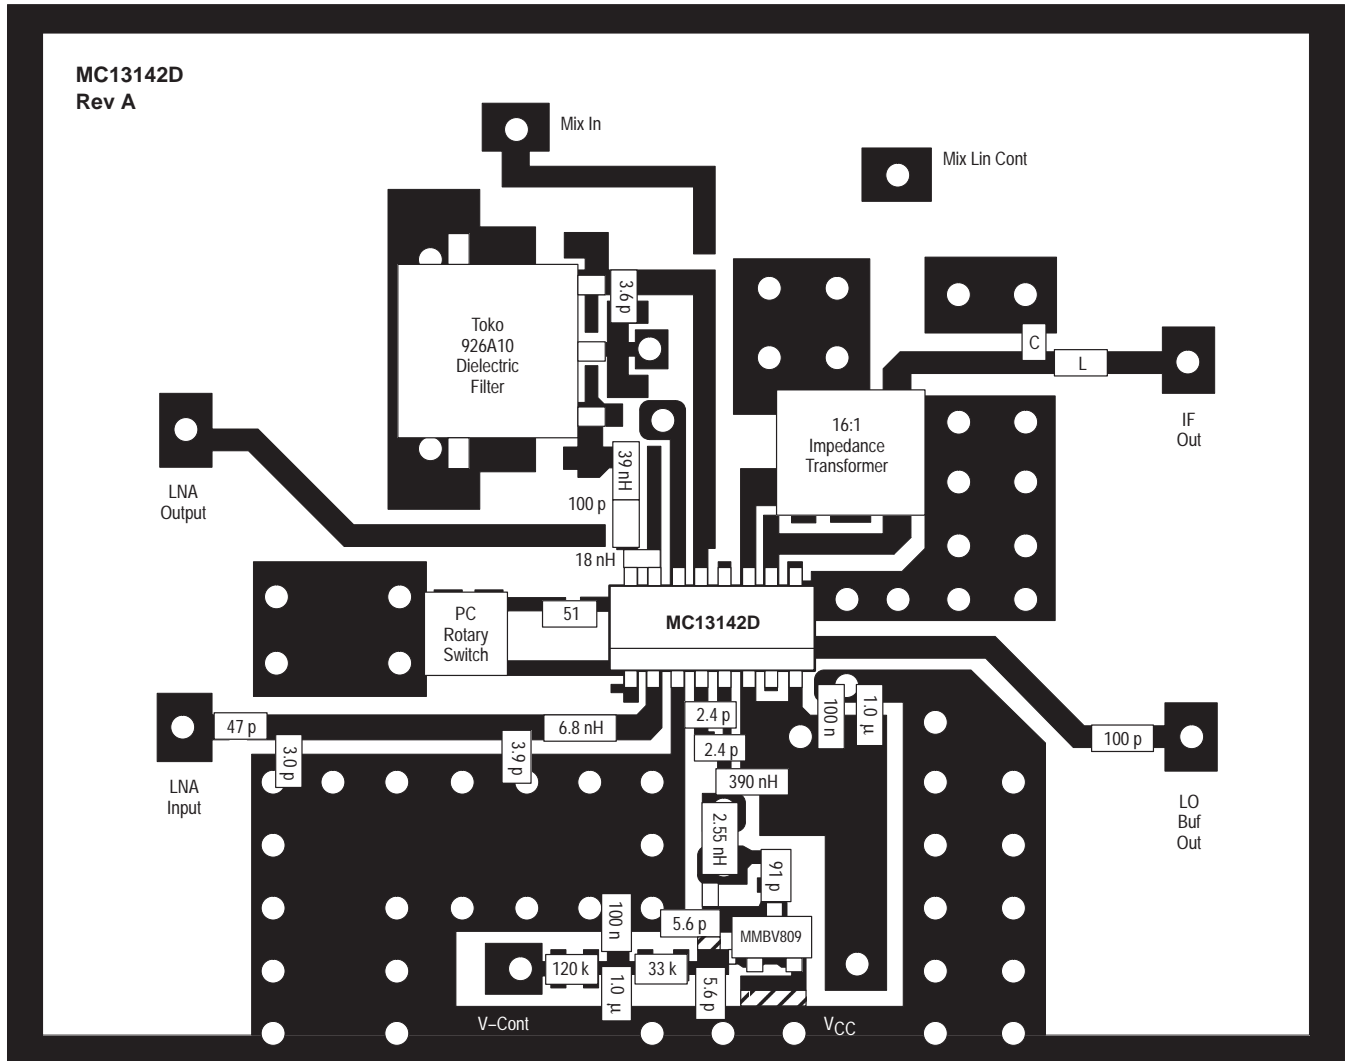 MC13142D
Rev A
Mix In
Mix Lin Cont
3.6 p
Toko
926A10
Dielectric
Filter
C
L
16:1
Impedance
Transformer
IF
Out
LNA
Output
39 nH
100 p
18 nH
PC
Rotary
Switch
51
MC13142D
47 p
3.0 p
6.8 nH
3.9 p
2.4 p
2.4 p
390 nH
100 n
1.0 µ
100 p
LNA
Input
LO
Buf
Out
2.55 nH
91 p
100 n
5.6 p
MMBV809
120 k
1.0 µ
33 k
5.6 p
V–Cont
VCC